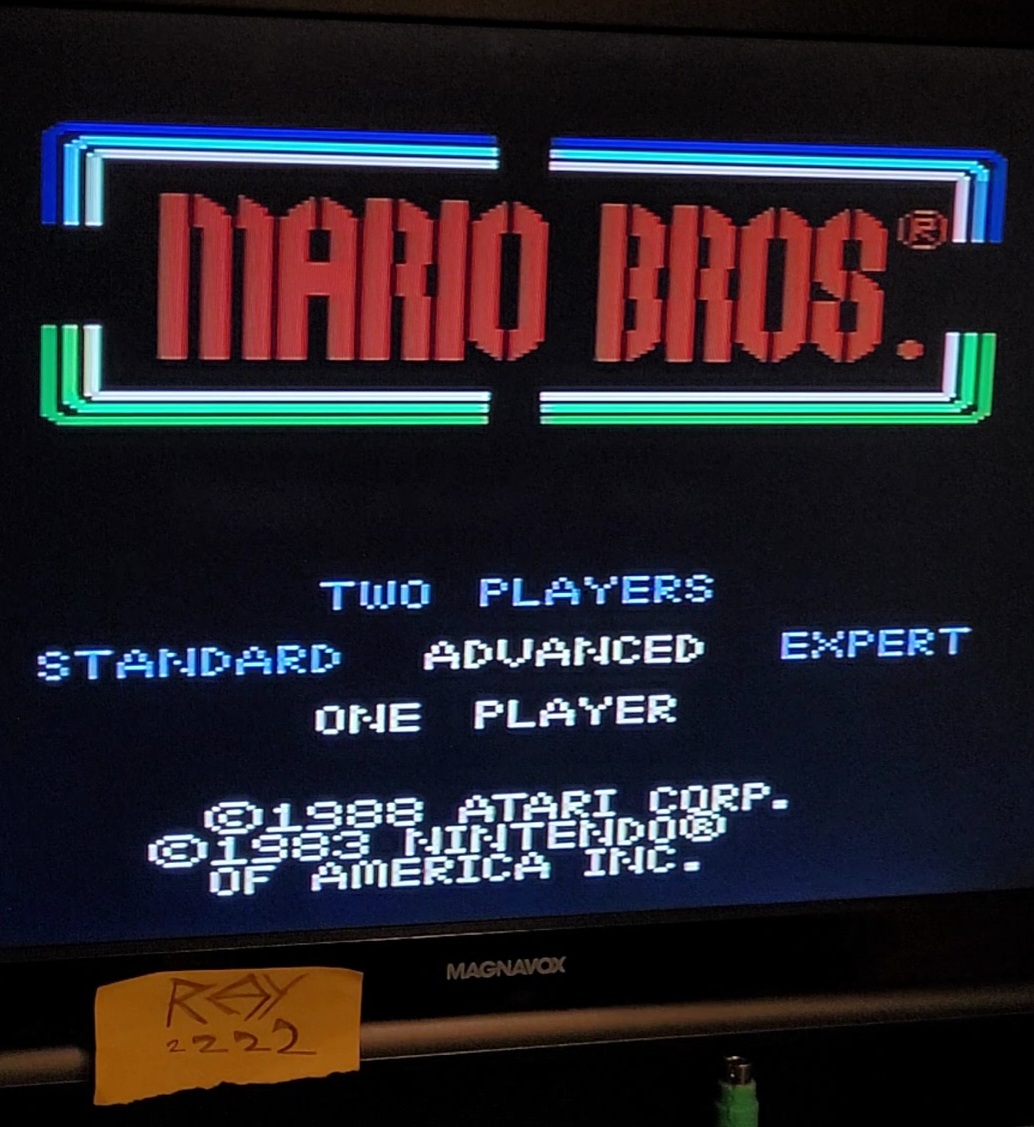 MARIO BROS.®
TWO PLAYERS
STANDARD ADVANCED EXPERT
ONE PLAYER
©1988 ATARI CORP.
©1983 NINTENDO®
OF AMERICA INC.
MAGNAVOX
RAY
2222